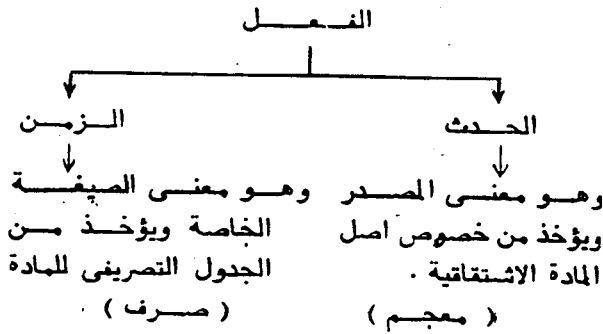 الفعل
الحدث الزمن
وهو معنى المصدر وهو معنى الصيغة
ويؤخذ من خصوص اصل الخاصة ويؤخذ من
المادة الاشتقاقية . الجدول التصريفى للمادة
( معجم ) ( صرف )